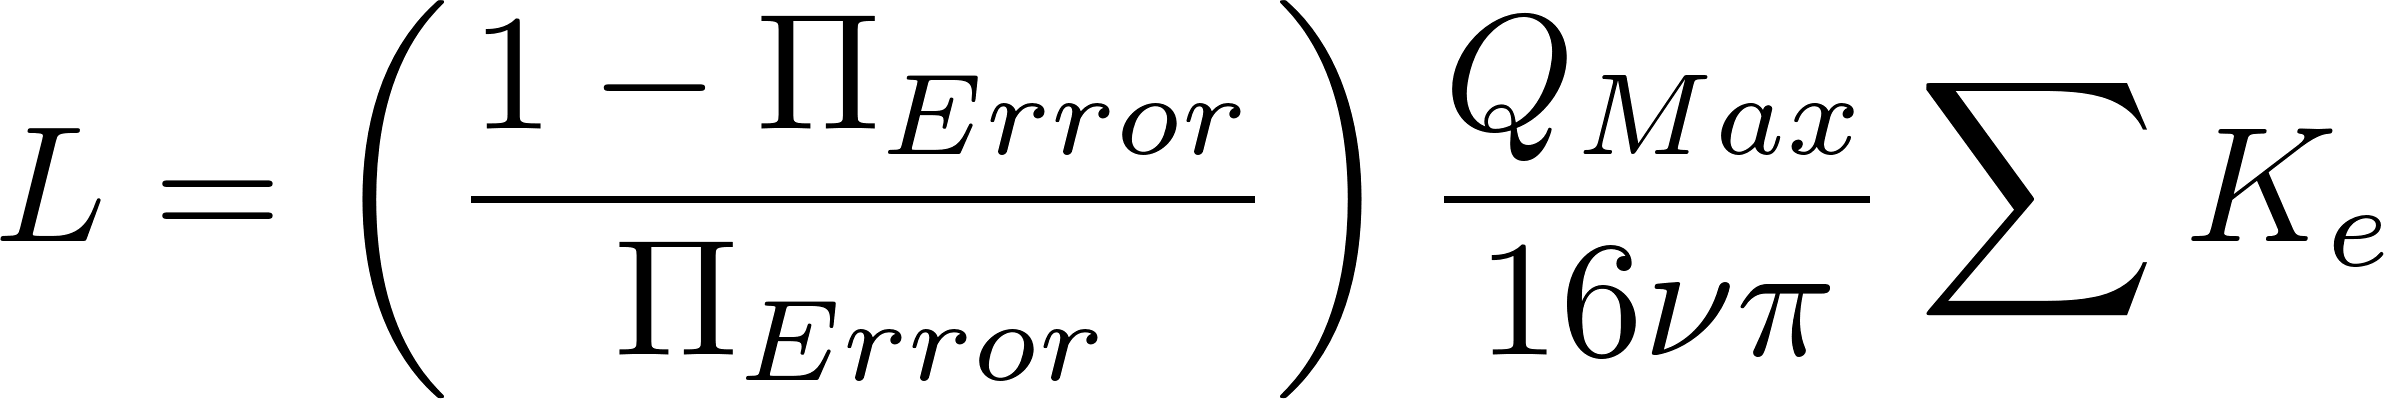 L = \left( \frac{1 - \Pi_{Error}}{\Pi_{Error}} \right) \frac{Q_{Max}}{16\nu\pi} \sum K_e